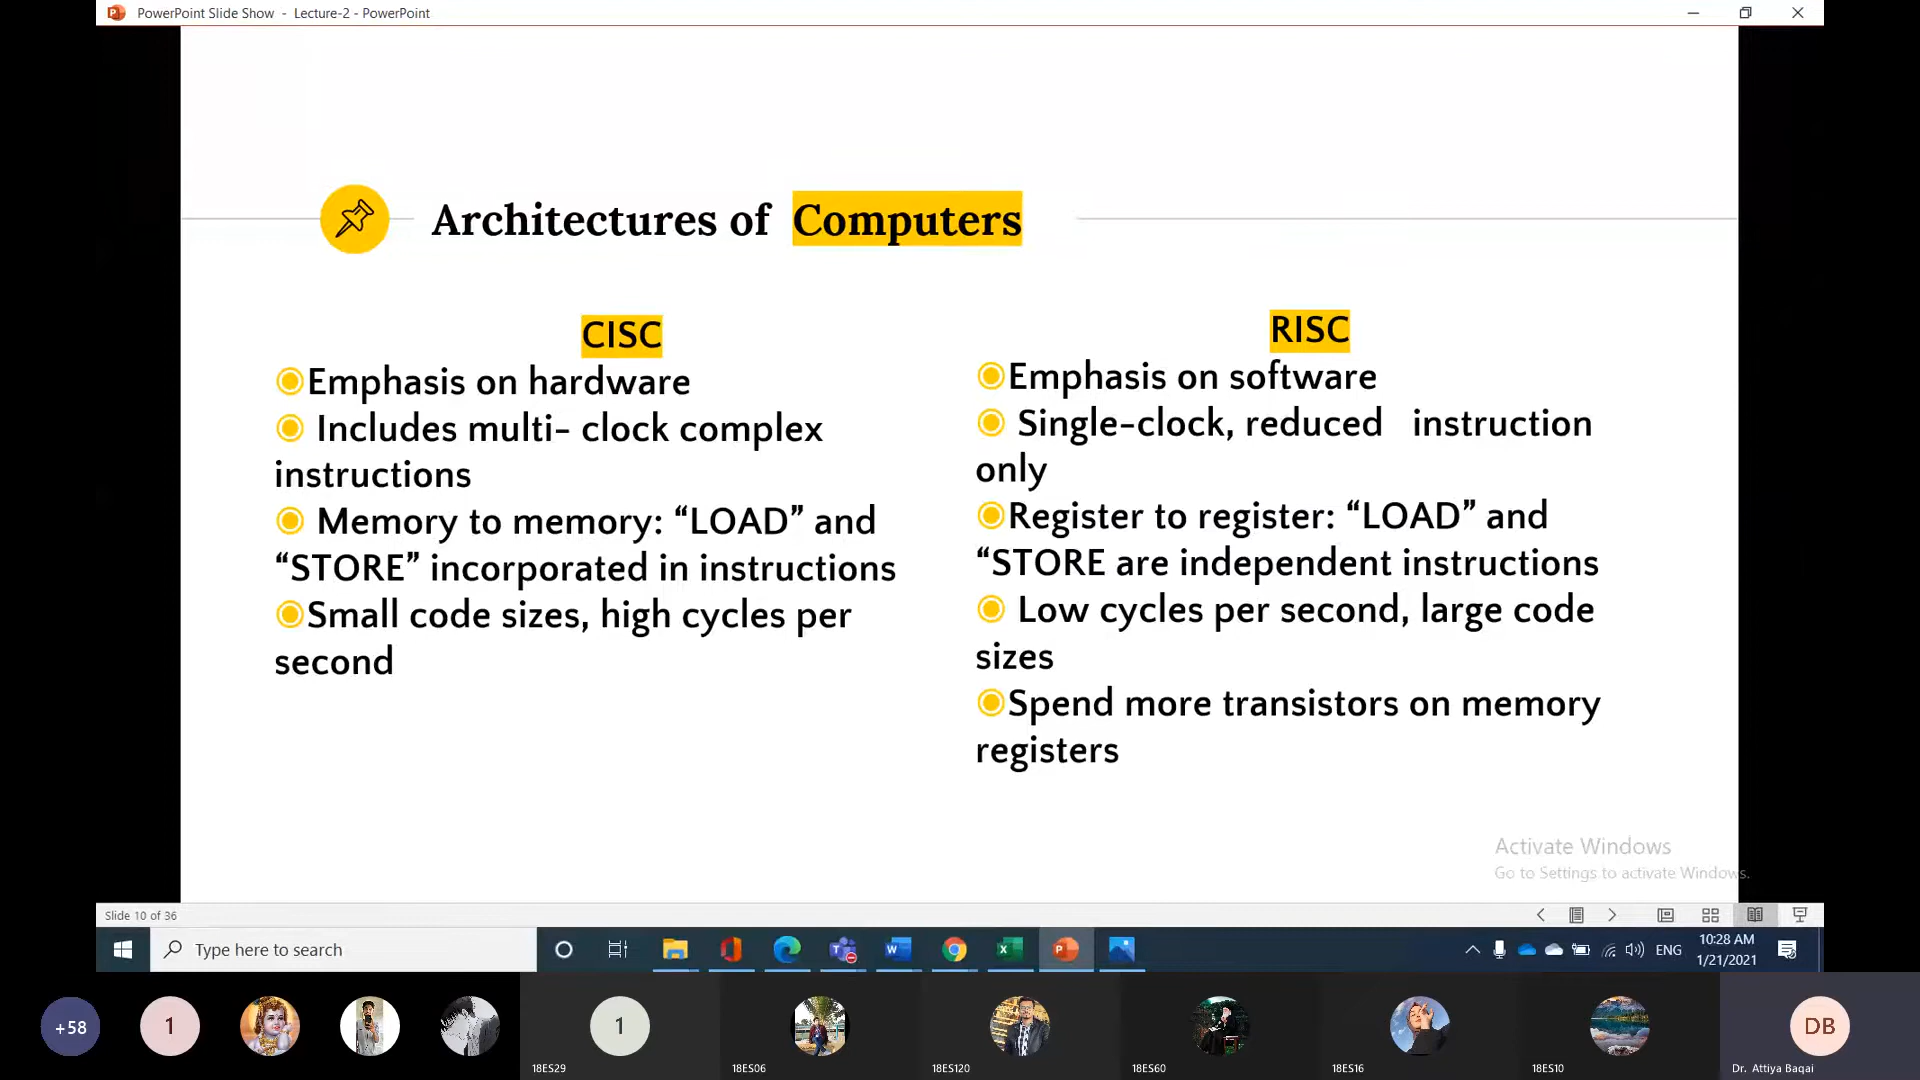 PowerPoint Slide Show - Lecture-2 - PowerPoint
Architectures of Computers
CISC
Emphasis on hardware
Includes multi- clock complex
instructions
Memory to memory: “LOAD” and
“STORE” incorporated in instructions
Small code sizes, high cycles per
second
RISC
Emphasis on software
Single-clock, reduced instruction
only
Register to register: “LOAD” and
“STORE are independent instructions
Low cycles per second, large code
sizes
Spend more transistors on memory
registers
Activate Windows
Go to Settings to activate Windows.
Slide 10 of 36
Type here to search
ENG
10:28 AM
1/21/2021
+58
1
1
DB
18ES29
18ES06
18ES120
18ES60
18ES16
18ES10
Dr. Attiya Baqai